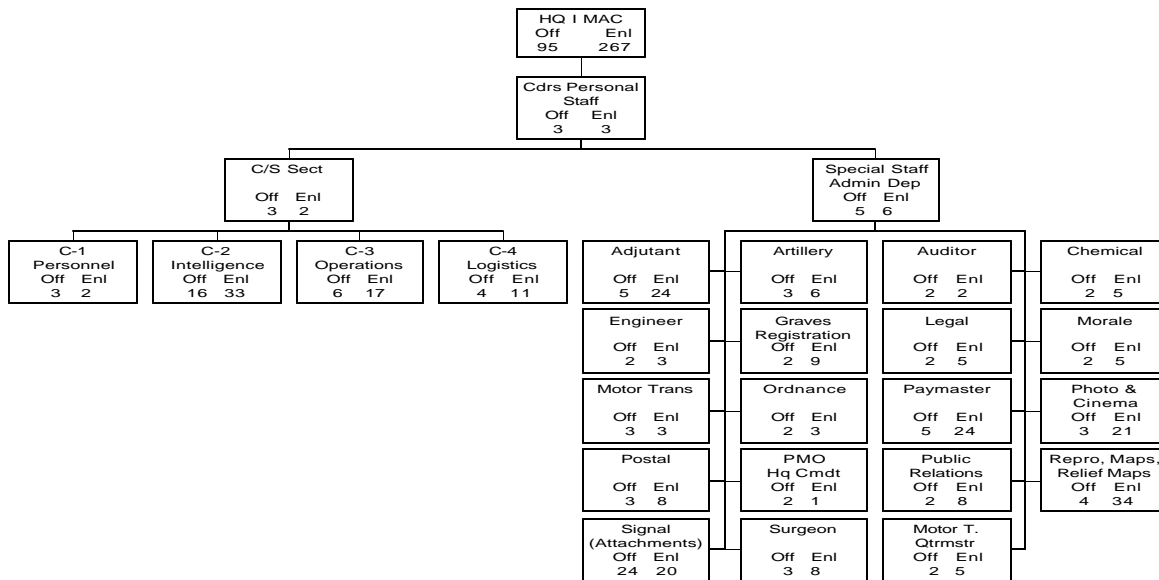 HQ I MAC
Off Enl
95 267
Cdrs Personal
Staff
Off Enl
3 3
C/S Sect
Off Enl
3 2
Special Staff
Admin Dep
Off Enl
5 6
C-1
Personnel
Off Enl
3 2
C-2
Intelligence
Off Enl
16 33
C-3
Operations
Off Enl
6 17
C-4
Logistics
Off Enl
4 11
Adjutant
Off Enl
5 24
Artillery
Off Enl
3 6
Auditor
Off Enl
2 2
Chemical
Off Enl
2 5
Engineer
Off Enl
2 3
Graves
Registration
Off Enl
2 9
Legal
Off Enl
2 5
Morale
Off Enl
2 5
Motor Trans
Off Enl
3 3
Ordnance
Off Enl
2 3
Paymaster
Off Enl
5 24
Photo &
Cinema
Off Enl
3 21
Postal
Off Enl
3 8
PMO
Hq Cmdt
Off Enl
2 1
Public
Relations
Off Enl
2 8
Repro, Maps,
Relief Maps
Off Enl
4 34
Signal
(Attachments)
Off Enl
24 20
Surgeon
Off Enl
3 8
Motor T.
Qtrmstr
Off Enl
2 5